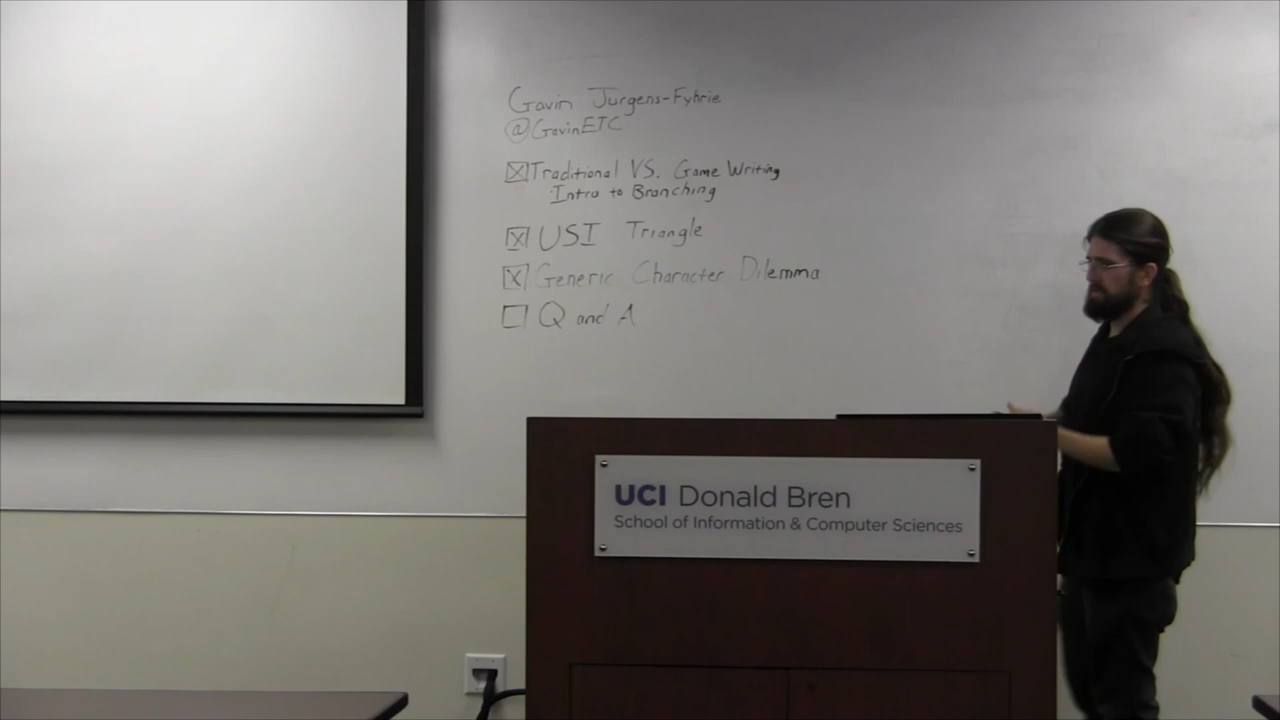 Gavin Jurgens-Fyhrie
@GavinETC
Traditional VS. Game Writing
Intro to Branching
USI Triangle
Generic Character Dilemma
Q and A
UCI Donald Bren
School of Information & Computer Sciences